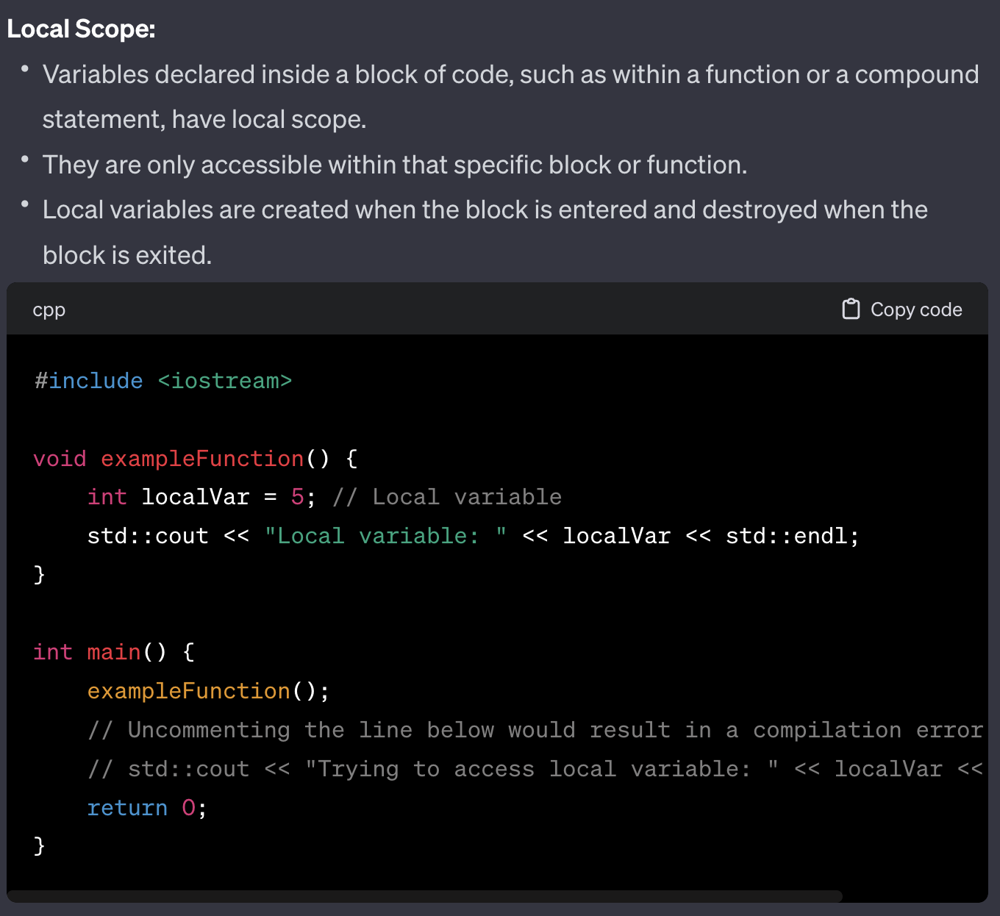 Local Scope:
• Variables declared inside a block of code, such as within a function or a compound
statement, have local scope.
• They are only accessible within that specific block or function.
• Local variables are created when the block is entered and destroyed when the
block is exited.
cpp Copy code
#include <iostream>
void exampleFunction() {
    int localVar = 5; // Local variable
    std::cout << "Local variable: " << localVar << std::endl;
}
int main() {
    exampleFunction();
    // Uncommenting the line below would result in a compilation error
    // std::cout << "Trying to access local variable: " << localVar <<
    return 0;
}